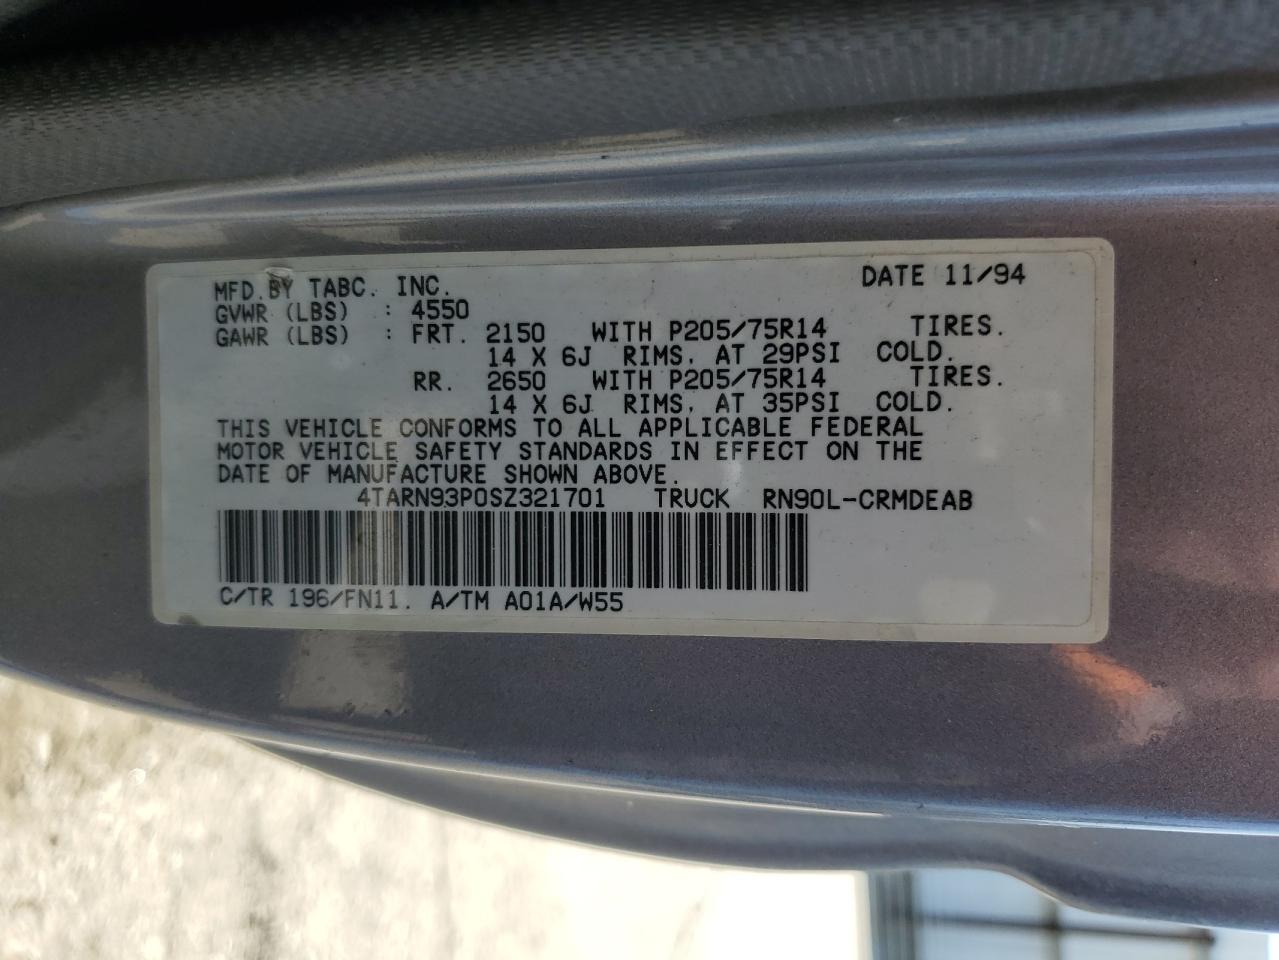 MFD.BY TABC. INC. DATE 11/94
GVWR (LBS) : 4550
GAWR (LBS) : FRT. 2150 WITH P205/75R14 TIRES.
14 X 6J RIMS. AT 29PSI COLD.
RR. 2650 WITH P205/75R14 TIRES.
14 X 6J RIMS. AT 35PSI COLD.
THIS VEHICLE CONFORMS TO ALL APPLICABLE FEDERAL
MOTOR VEHICLE SAFETY STANDARDS IN EFFECT ON THE
DATE OF MANUFACTURE SHOWN ABOVE.
4TARN93P0SZ321701 TRUCK RN90L-CRMDEAB
C/TR 196/FN11. A/TM A01A/W55